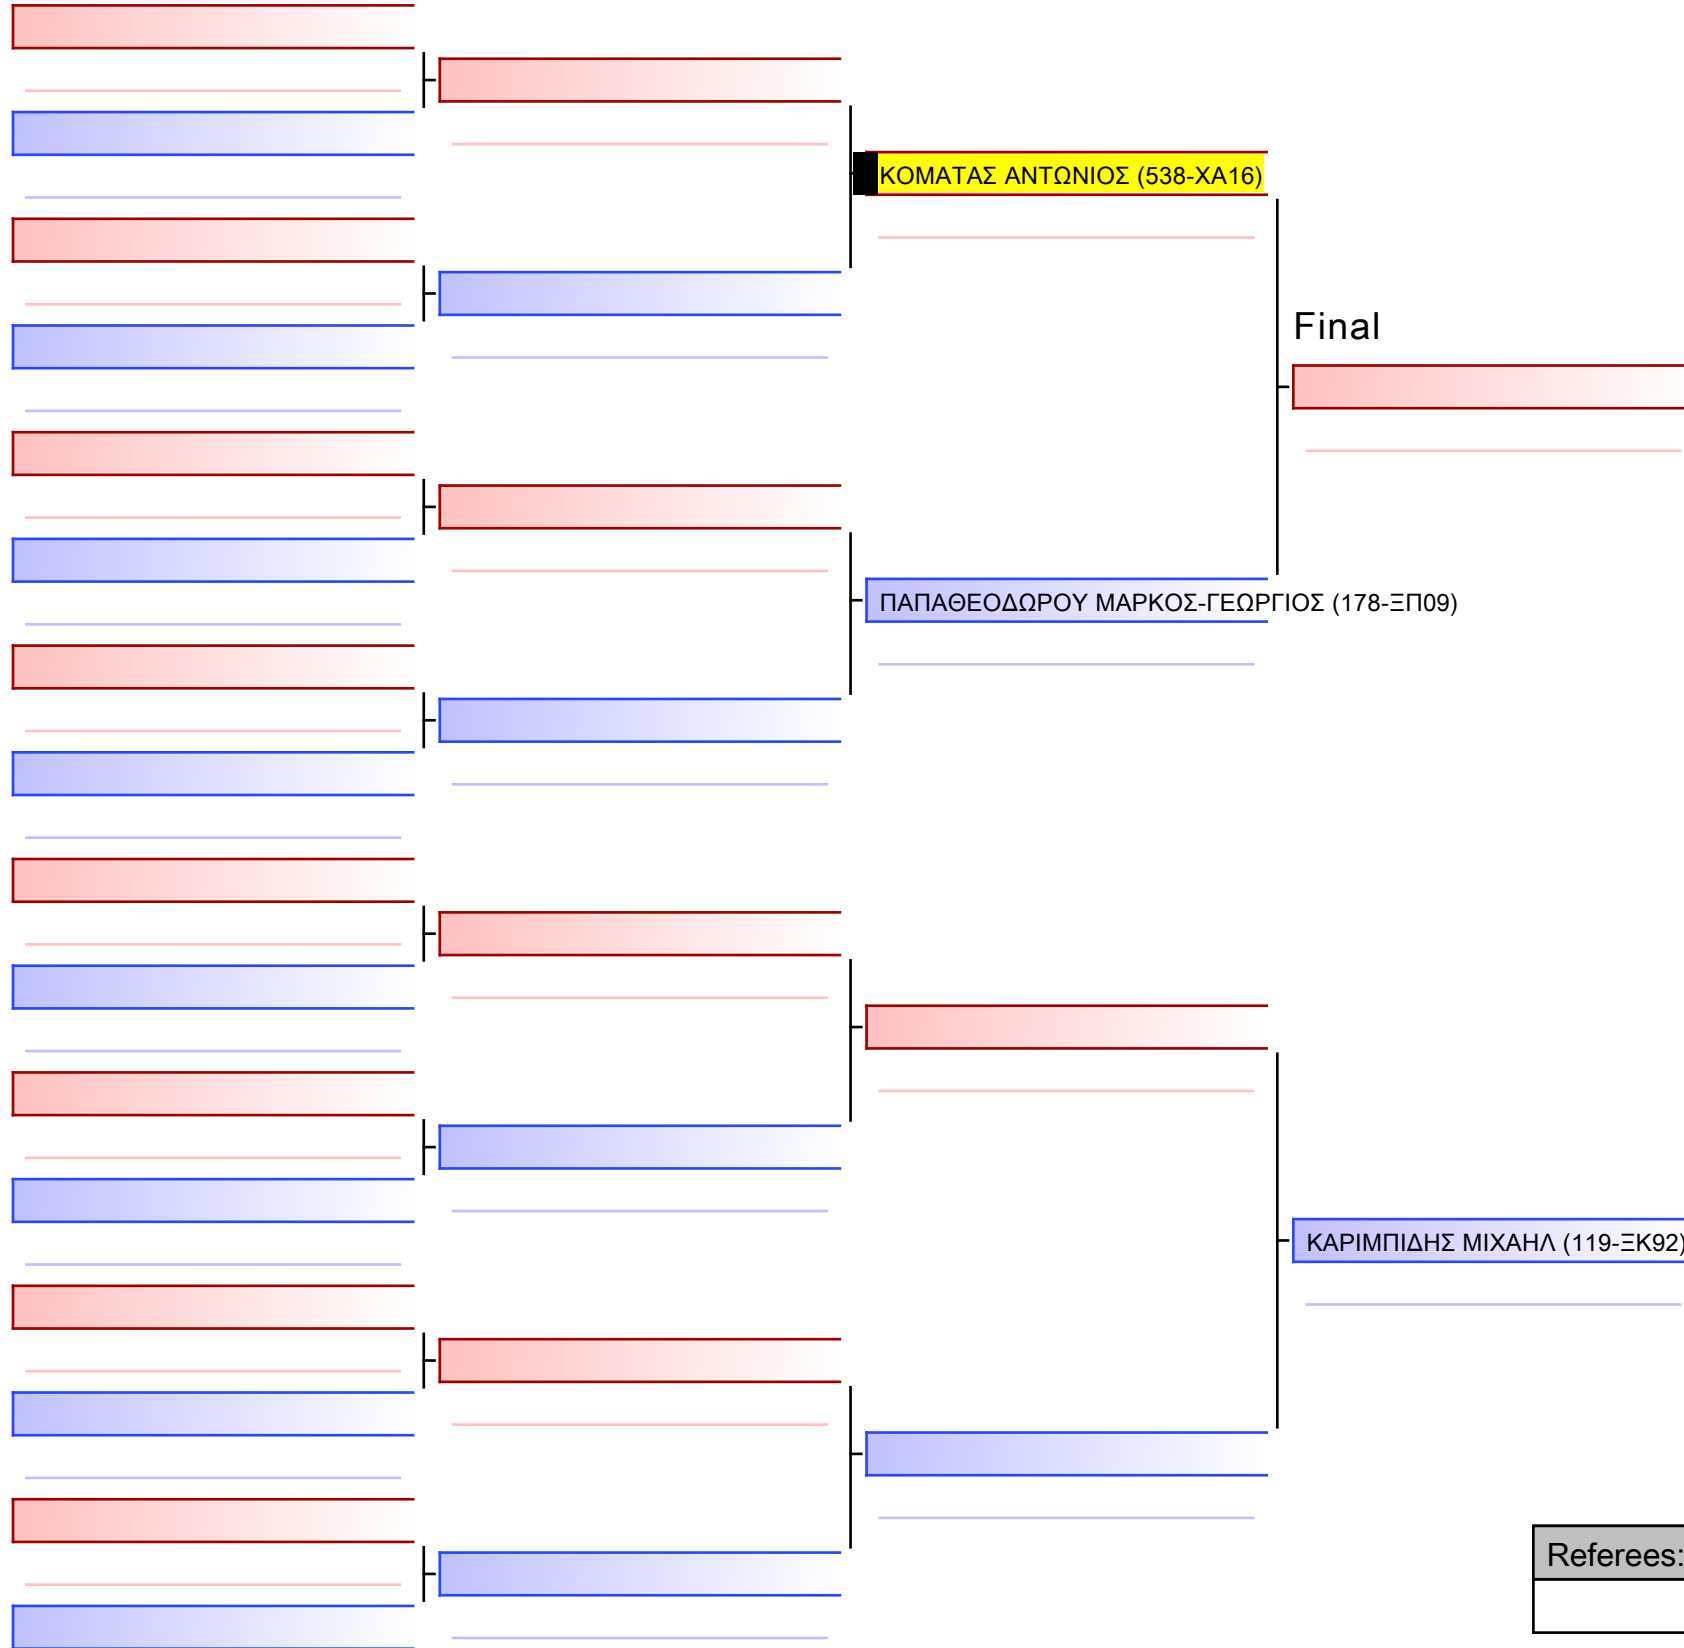 ΚΟΜΑΤΑΣ ΑΝΤΩΝΙΟΣ (538-ΧΑ16)
Final
ΠΑΠΑΘΕΟΔΩΡΟΥ ΜΑΡΚΟΣ-ΓΕΩΡΓΙΟΣ (178-ΞΠ09)
ΚΑΡΙΜΠΙΔΗΣ ΜΙΧΑΗΛ (119-ΞΚ92)
Referees: